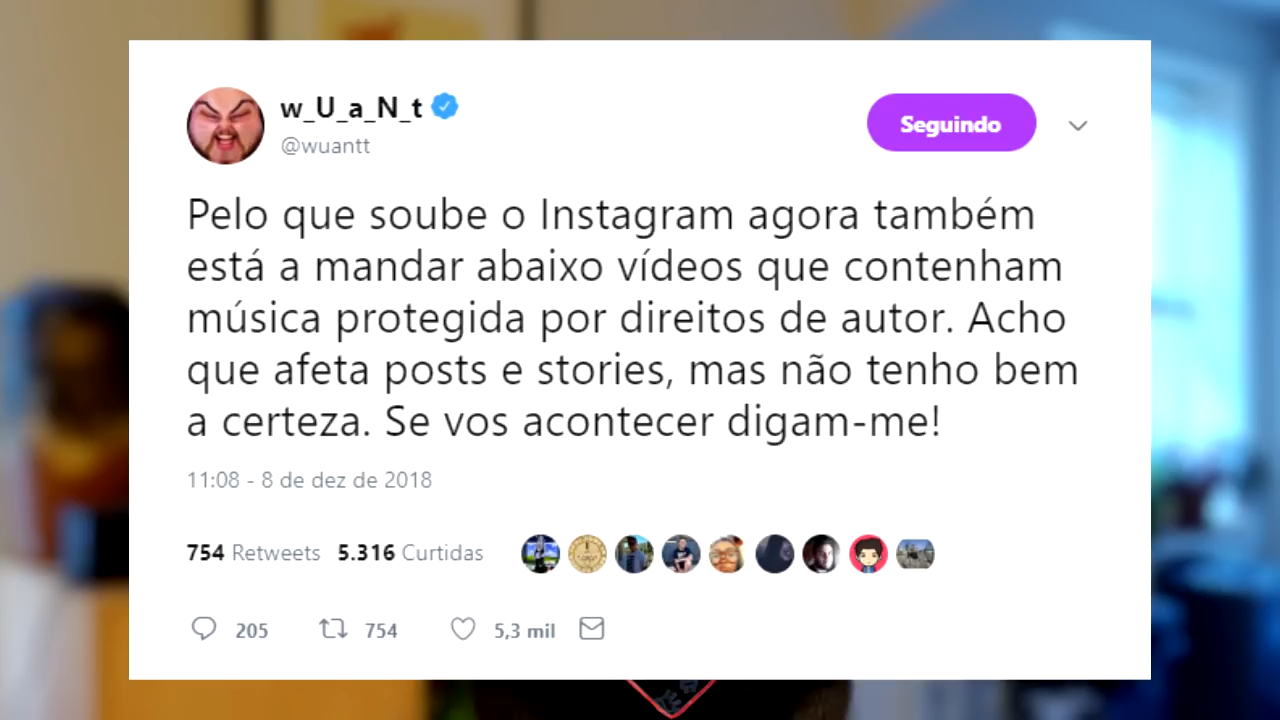 w_U_a_N_t
@wuantt
Seguindo
Pelo que soube o Instagram agora também
está a mandar abaixo vídeos que contenham
música protegida por direitos de autor. Acho
que afeta posts e stories, mas não tenho bem
a certeza. Se vos acontecer digam-me!
11:08 - 8 de dez de 2018
754 Retweets 5.316 Curtidas
205 754 5,3 mil